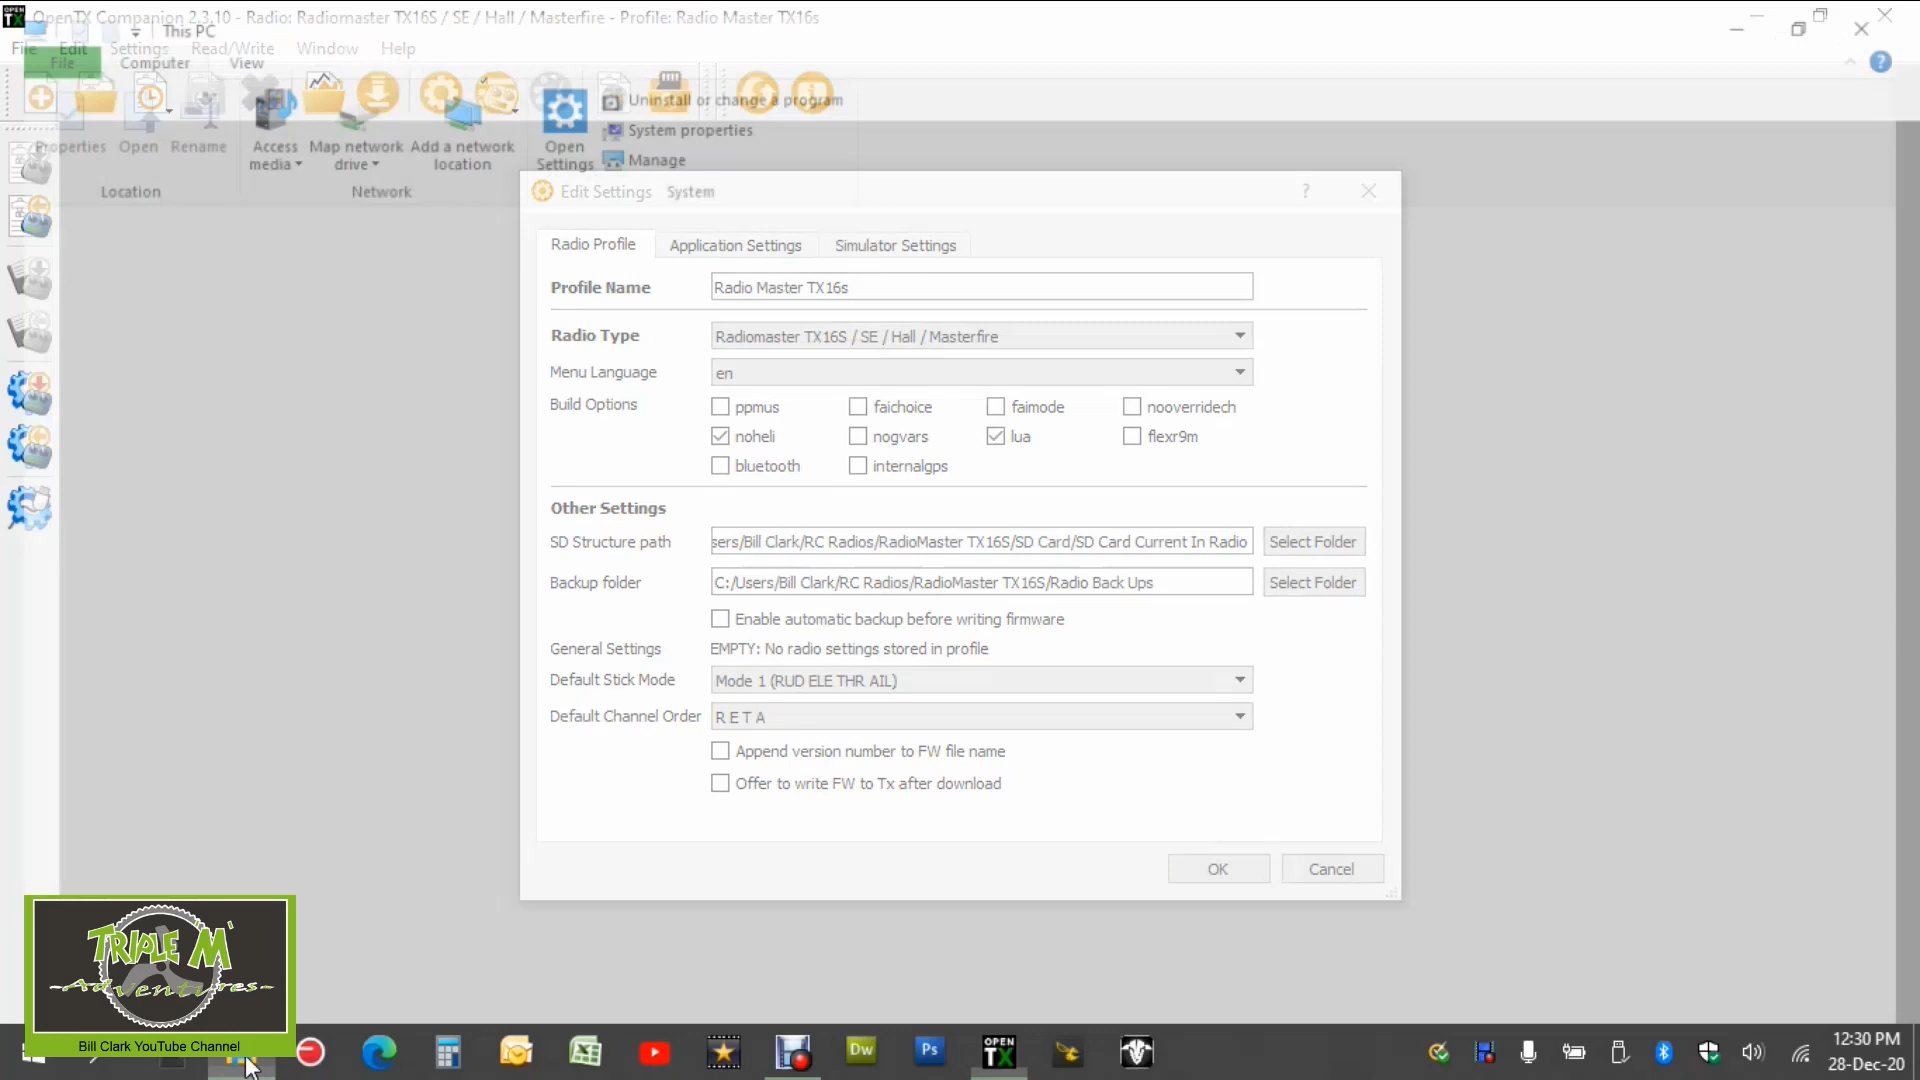 OPEN TX OpenTX Companion 2.3.10 - Radio: Radiomaster TX16S / SE / Hall / Masterfire - Profile: Radio Master TX16s
This PC
File Edit Settings Read/Write Window Help
File Computer View
Uninstall or change a program
System properties
Manage
Properties Open Rename Access media Map network drive Add a network location Open Settings
Location Network System
Edit Settings ?
Radio Profile Application Settings Simulator Settings
Profile Name Radio Master TX16s
Radio Type Radiomaster TX16S / SE / Hall / Masterfire
Menu Language en
Build Options ppmus faichoice faimode nooverridech
noheli nogvars lua flexr9m
bluetooth internalgps
Other Settings
SD Structure path sers/Bill Clark/RC Radios/RadioMaster TX16S/SD Card/SD Card Current In Radio Select Folder
Backup folder C:/Users/Bill Clark/RC Radios/RadioMaster TX16S/Radio Back Ups Select Folder
Enable automatic backup before writing firmware
General Settings EMPTY: No radio settings stored in profile
Default Stick Mode Mode 1 (RUD ELE THR AIL)
Default Channel Order R E T A
Append version number to FW file name
Offer to write FW to Tx after download
OK Cancel
TRIPLE M
-Adventures-
Bill Clark YouTube Channel
Dw Ps OPEN TX
12:30 PM
28-Dec-20